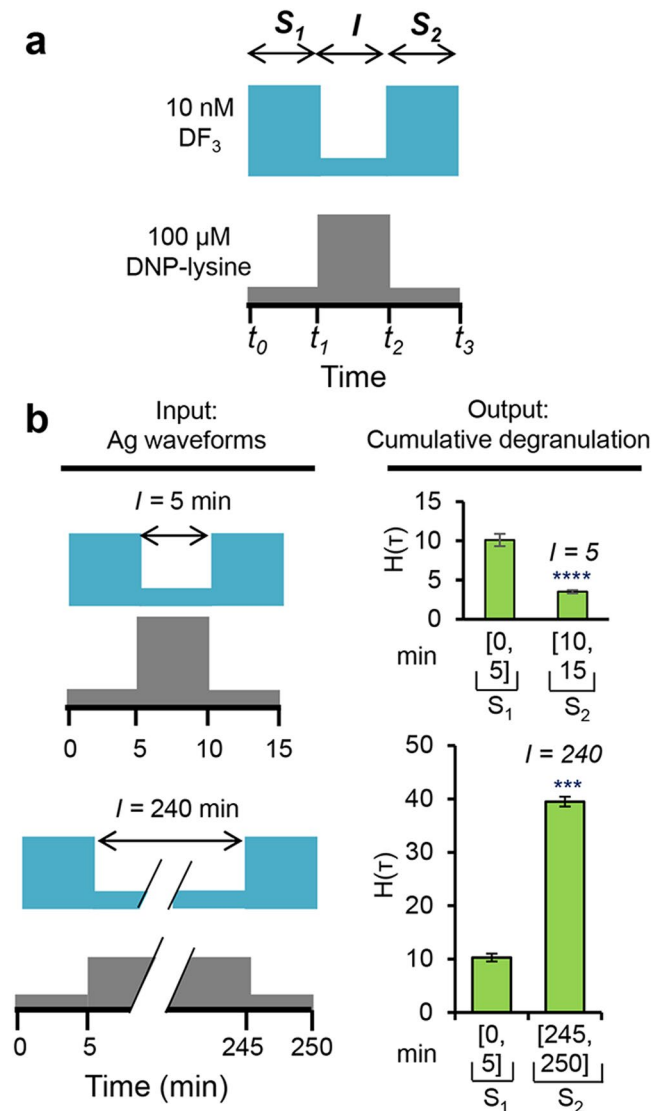 a
S1 I S2
10 nM
DF3
100 µM
DNP-lysine
t0 t1 t2 t3
Time
b
Input:
Ag waveforms
Output:
Cumulative degranulation
I = 5 min
0 5 10 15
H(τ)
15
10
5
0
I = 5
****
min
[0, 5]
[10, 15
S1 S2
I = 240 min
0 5 245 250
Time (min)
H(τ)
50
40
30
20
10
0
I = 240
***
min
[0, 5]
[245, 250]
S1 S2